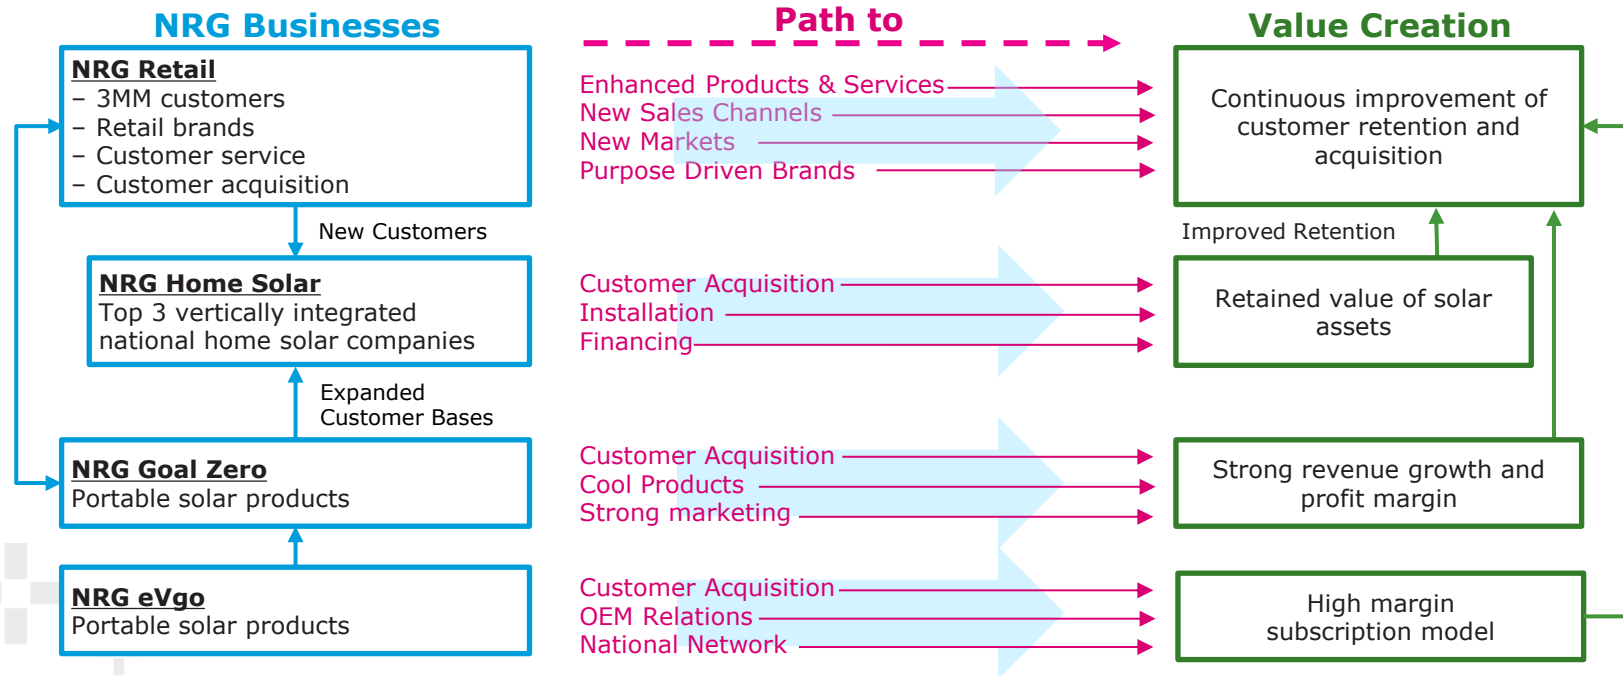 NRG Businesses
Path to
Value Creation
NRG Retail
– 3MM customers
– Retail brands
– Customer service
– Customer acquisition
Enhanced Products & Services
New Sales Channels
New Markets
Purpose Driven Brands
Continuous improvement of
customer retention and
acquisition
New Customers
Improved Retention
NRG Home Solar
Top 3 vertically integrated
national home solar companies
Customer Acquisition
Installation
Financing
Retained value of solar
assets
Expanded
Customer Bases
NRG Goal Zero
Portable solar products
Customer Acquisition
Cool Products
Strong marketing
Strong revenue growth and
profit margin
NRG eVgo
Portable solar products
Customer Acquisition
OEM Relations
National Network
High margin
subscription model